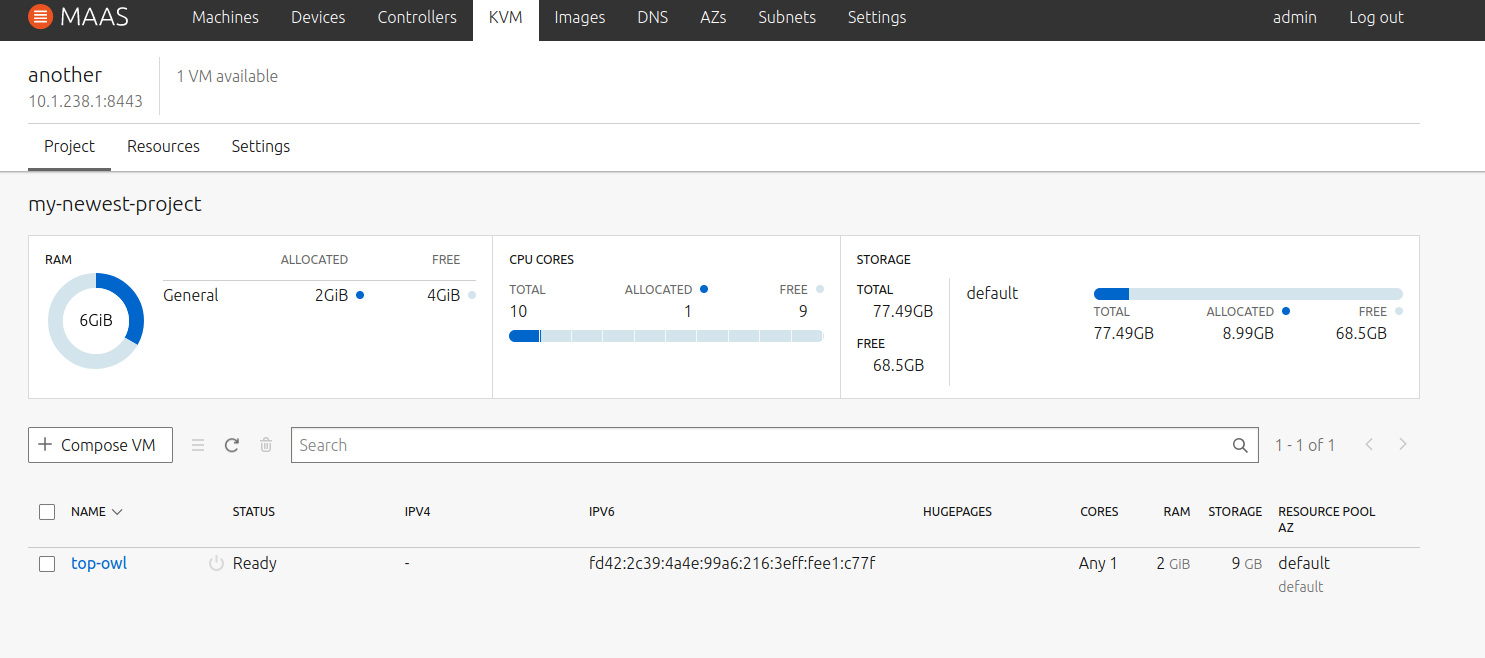 MAAS Machines Devices Controllers KVM Images DNS AZs Subnets Settings admin Log out
another 1 VM available
10.1.238.1:8443
Project Resources Settings
my-newest-project
RAM ALLOCATED FREE
6GiB
General 2GiB 4GiB
CPU CORES
TOTAL ALLOCATED FREE
10 1 9
STORAGE
TOTAL
77.49GB
FREE
68.5GB
default
TOTAL ALLOCATED FREE
77.49GB 8.99GB 68.5GB
+ Compose VM Search 1 - 1 of 1
NAME STATUS IPV4 IPV6 HUGEPAGES CORES RAM STORAGE RESOURCE POOL
AZ
top-owl Ready - fd42:2c39:4a4e:99a6:216:3eff:fee1:c77f Any 1 2 GiB 9 GB default
default